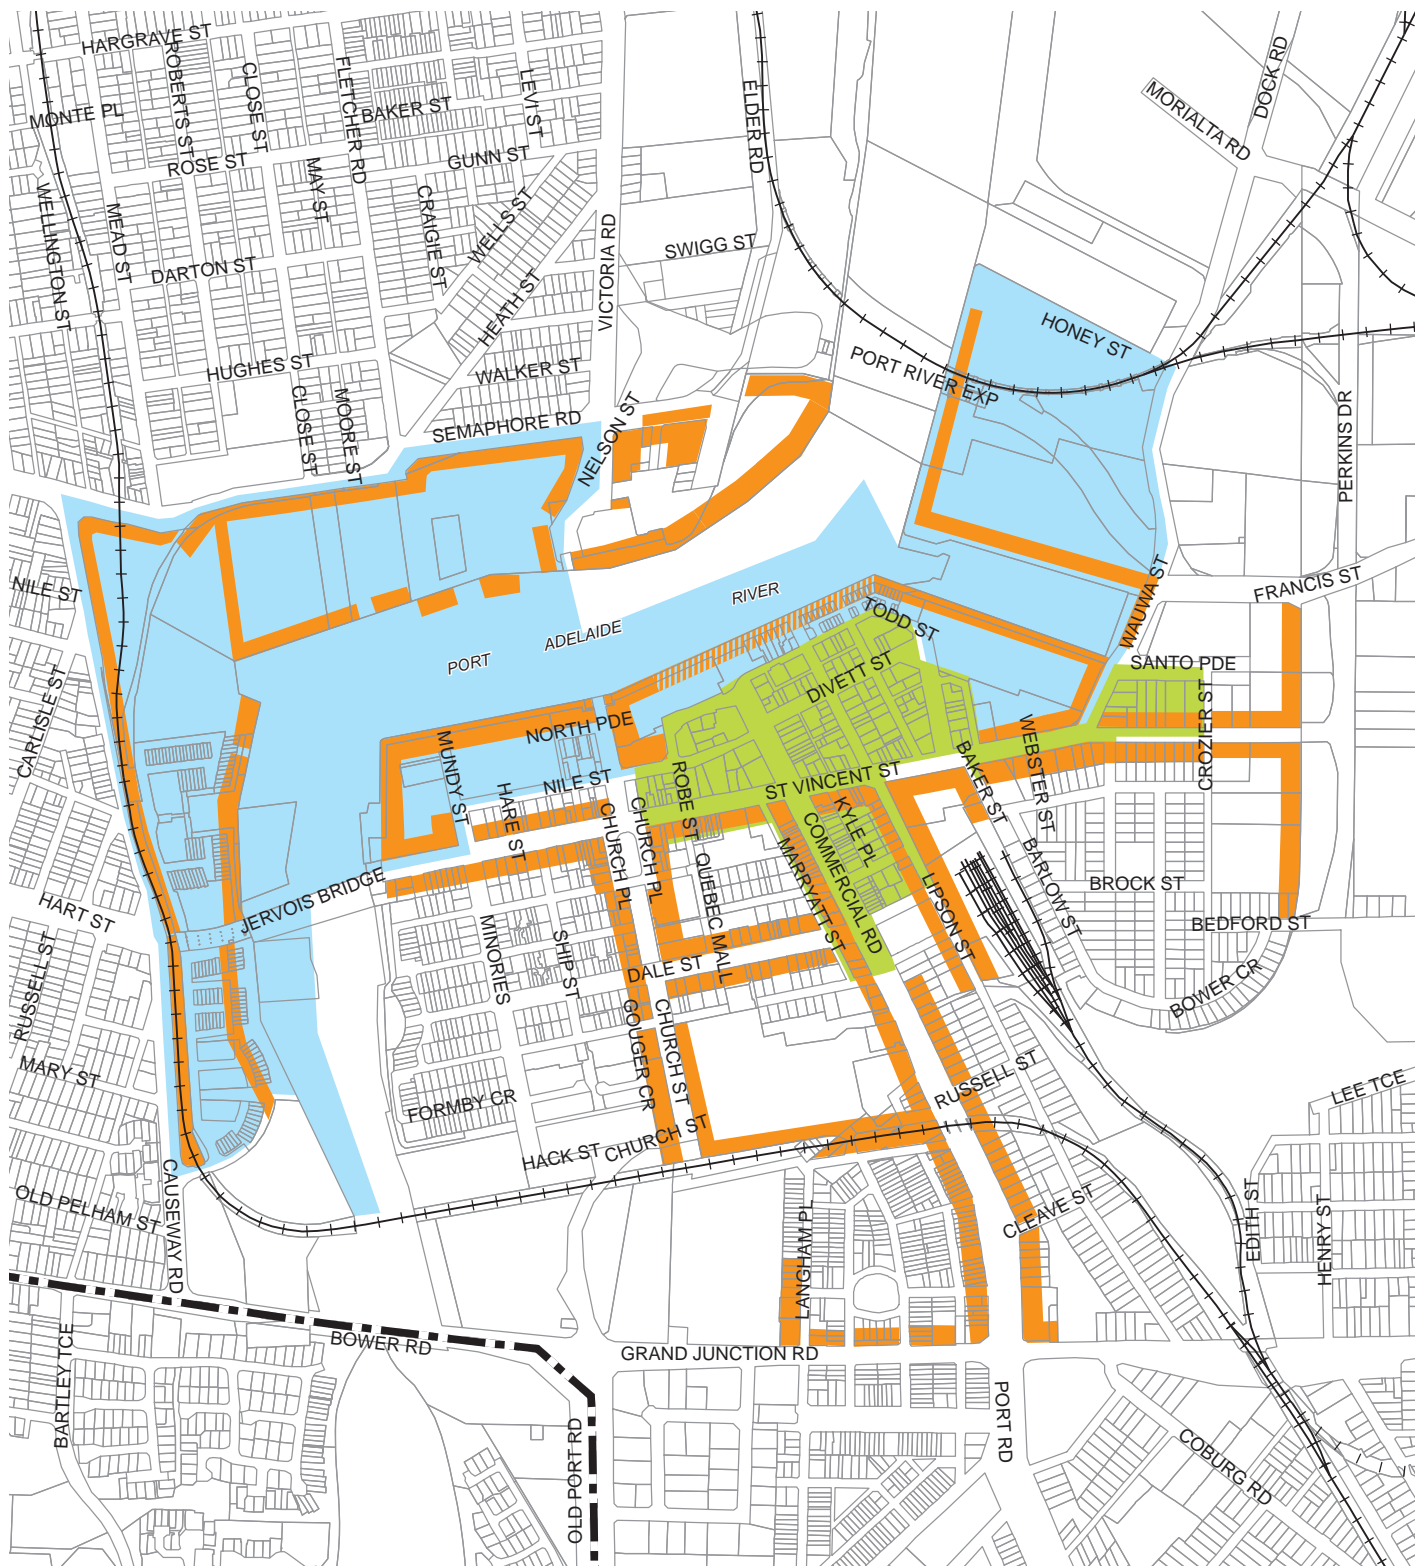 HARGRAVE ST
ROBERTS ST
CLOSE ST
FLETCHER RD
LEVI ST
BAKER ST
MONTE PL
ROSE ST
MAY ST
GUNN ST
ELDER RD
DOCK RD
MORIALTA RD
WELLINGTON ST
MEAD ST
CRAIGIE ST
WELLS ST
VICTORIA RD
SWIGG ST
DARTON ST
HEATH ST
HUGHES ST
WALKER ST
HONEY ST
PORT RIVER EXP
CLOSE ST
MOORE ST
SEMAPHORE RD
NELSON ST
PERKINS DR
NILE ST
RIVER
ADELAIDE
PORT
TODD ST
WAUWA ST
FRANCIS ST
SANTO PDE
DIVETT ST
CROZIER ST
CARLISLE ST
NORTH PDE
MUNDY ST
NILE ST
HARE ST
CHURCH PL
CHURCH PL
ROBE ST
ST VINCENT ST
KYLE PL
COMMERCIAL RD
MARRYATT ST
BAKER ST
WEBSTER ST
BARLOW ST
LIPSON ST
BROCK ST
BEDFORD ST
BOWER CR
JERVOIS BRIDGE
HART ST
RUSSELL ST
MINORIES
SHIP ST
QUEBEC MALL
DALE ST
GOUGER CR
CHURCH ST
MARY ST
FORMBY CR
RUSSELL ST
LEE TCE
HACK ST
CHURCH ST
CAUSEWAY RD
OLD PELHAM ST
CLEAVE ST
EDITH ST
HENRY ST
LANGHAM PL
BARTLEY TCE
BOWER RD
GRAND JUNCTION RD
PORT RD
OLD PORT RD
COBURG RD